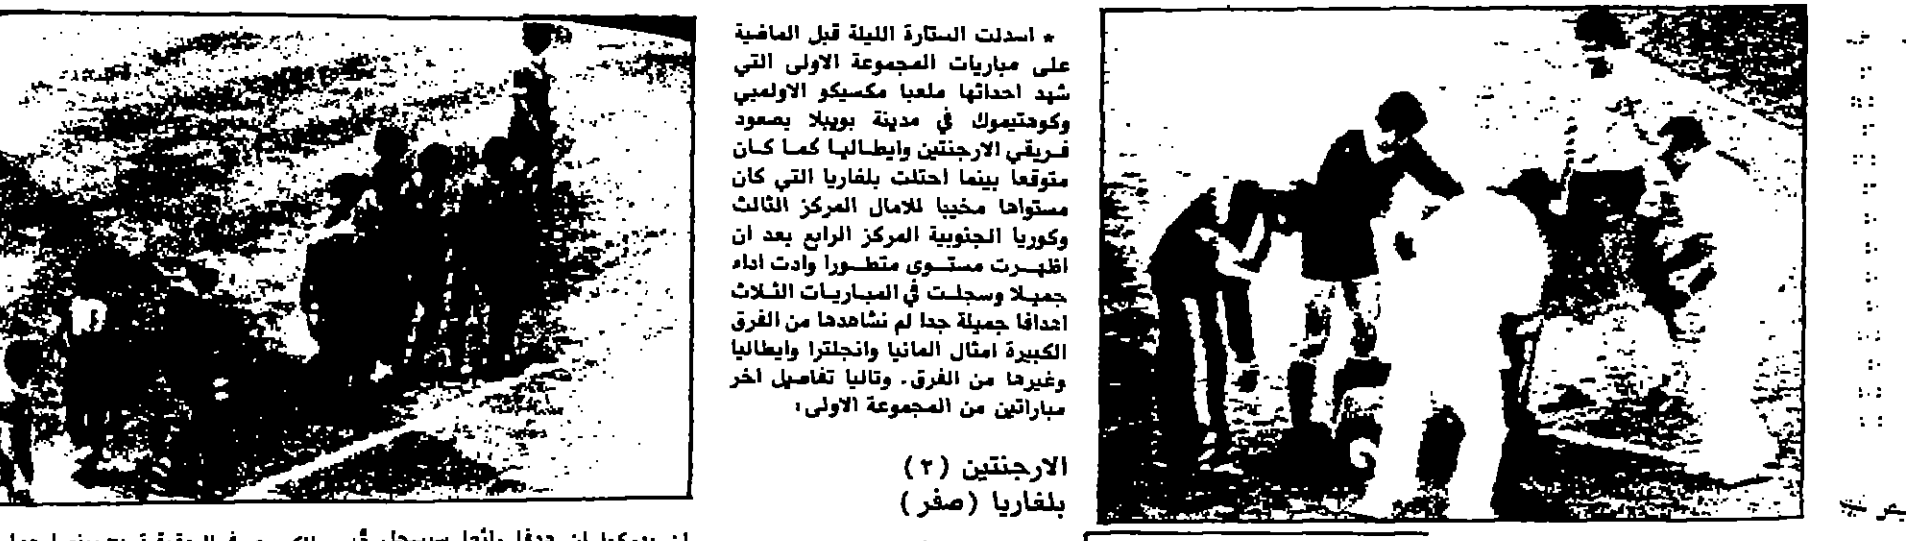 * اسدلت الستارة الليلة قبل الماضية
على مباريات المجموعة الاولى التي
شهد احداثها ملعبا مكسيكو الاولمبي
وكوهتيموك في مدينة بويبلا بصعود
فريقي الارجنتين وايطاليا كما كان
متوقعا بينما احتلت بلغاريا التي كان
مستواها مخيبا للامال المركز الثالث
وكوريا الجنوبية المركز الرابع بعد ان
اظهرت مستوى متطورا وادت اداء
جميلا وسجلت في المباريات الثلاث
اهدافا جميلة جدا لم نشاهدها من الفرق
الكبيرة امثال المانيا وانجلترا وايطاليا
وغيرها من الفرق. وتاليا تفاصيل اخر
مباراتين من المجموعة الاولى:
الارجنتين (٢)
بلغاريا (صفر)